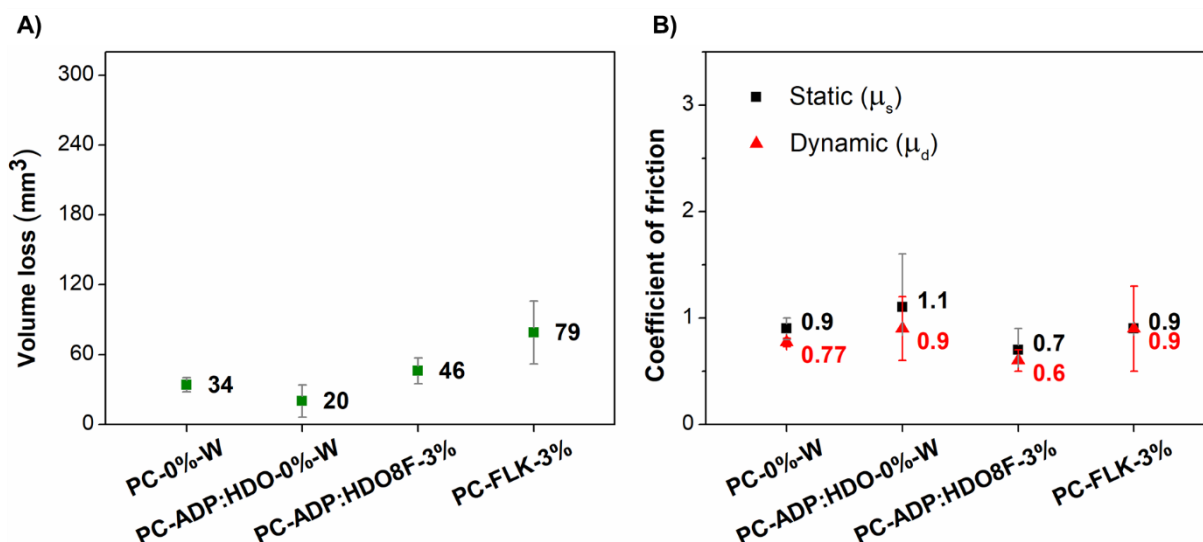 A)
Volume loss (mm³)
300
240
180
120
60
0
34
20
46
79
PC-0%-W
PC-ADP:HDO-0%-W
PC-ADP:HDO8F-3%
PC-FLK-3%
B)
Coefficient of friction
3
2
1
0
Static (μs)
Dynamic (μd)
0.9
0.77
1.1
0.9
0.7
0.6
0.9
0.9
PC-0%-W
PC-ADP:HDO-0%-W
PC-ADP:HDO8F-3%
PC-FLK-3%